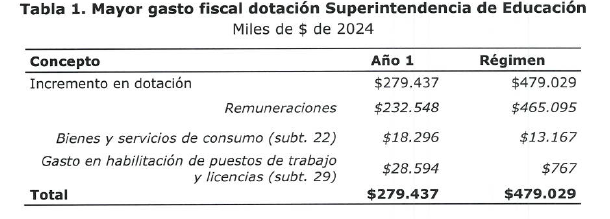 Tabla 1. Mayor gasto fiscal dotación Superintendencia de Educación
Miles de $ de 2024
Concepto Año 1 Régimen
Incremento en dotación $279.437 $479.029
Remuneraciones $232.548 $465.095
Bienes y servicios de consumo (subt. 22) $18.296 $13.167
Gasto en habilitación de puestos de trabajo
y licencias (subt. 29) $28.594 $767
Total $279.437 $479.029